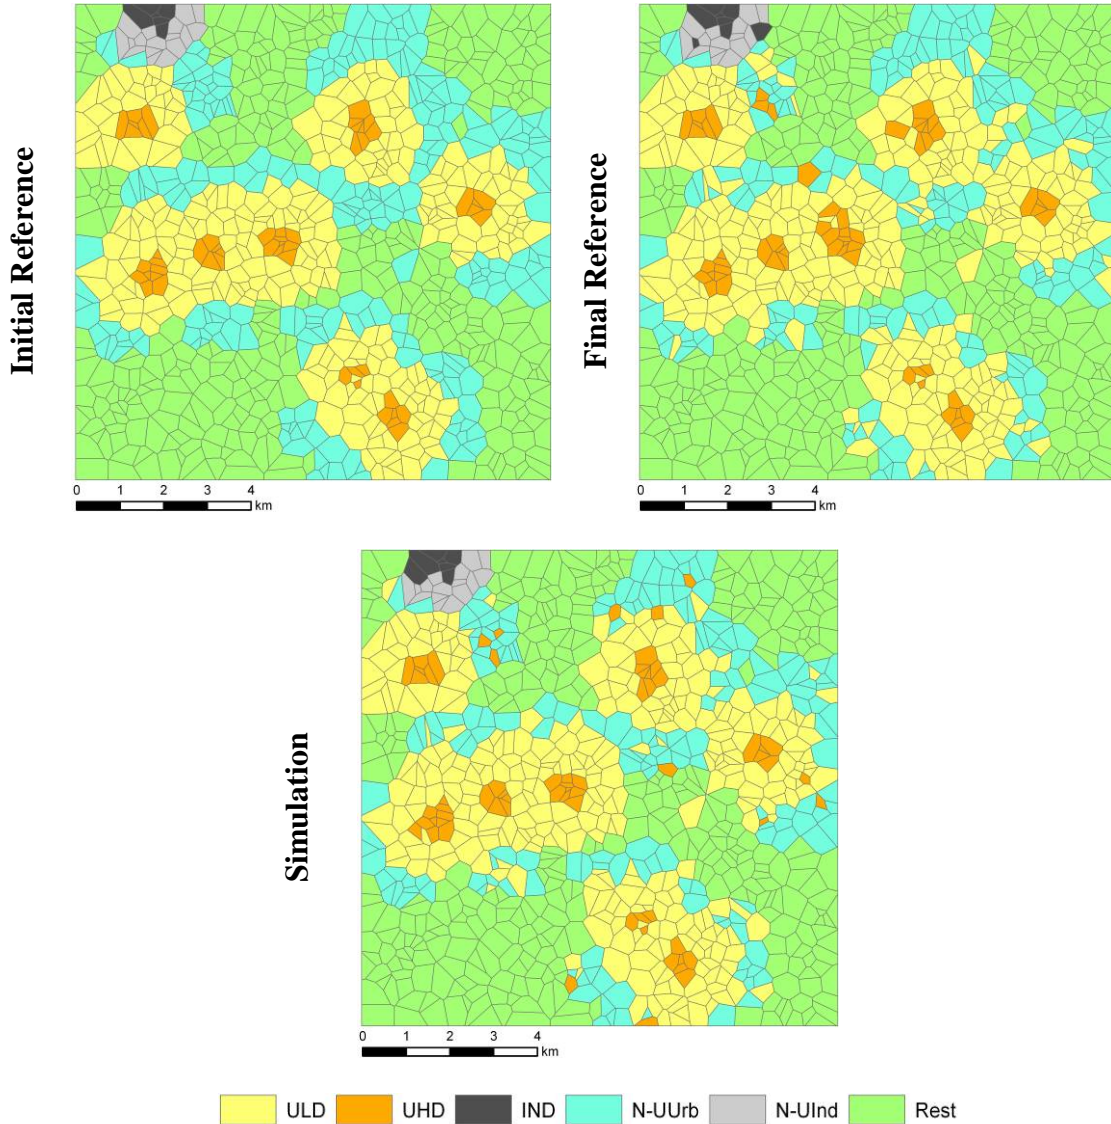 Initial Reference
0 1 2 3 4
km
Final Reference
0 1 2 3 4
km
Simulation
0 1 2 3 4
km
ULD UHD IND N-UUrb N-UInd Rest